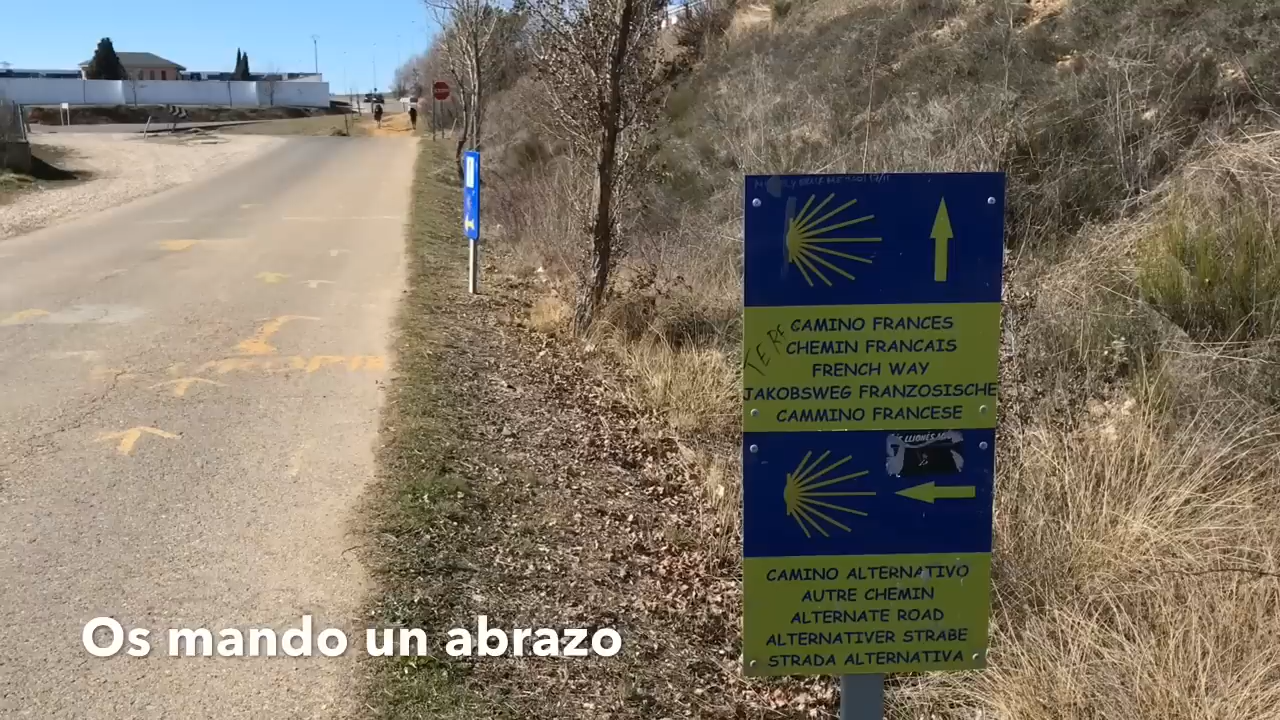 TERE
CAMINO FRANCES
CHEMIN FRANCAIS
FRENCH WAY
JAKOBSWEG FRANZOSISCHE
CAMMINO FRANCESE
CAMINO ALTERNATIVO
AUTRE CHEMIN
ALTERNATE ROAD
ALTERNATIVER STRABE
STRADA ALTERNATIVA
Os mando un abrazo